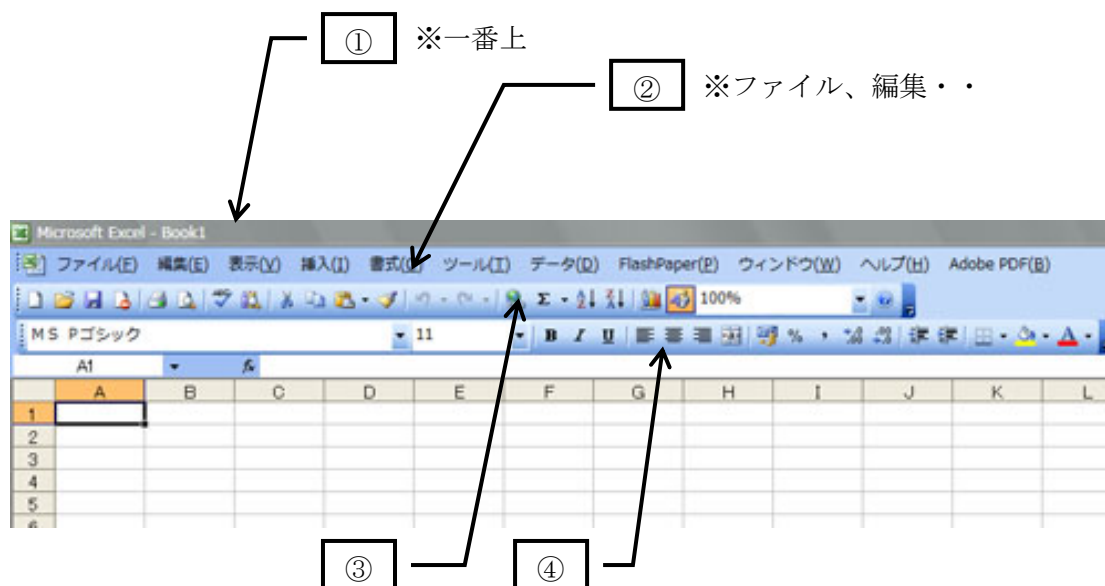 ① ※一番上
② ※ファイル、編集・・
Microsoft Excel - Book1
ファイル(F) 編集(E) 表示(V) 挿入(I) 書式(O) ツール(T) データ(D) FlashPaper(P) ウィンドウ(W) ヘルプ(H) Adobe PDF(B)
Σ 100%
MS Pゴシック 11 B I U % , A
A1 fx
A B C D E F G H I J K L
1
2
3
4
5
6
③ ④